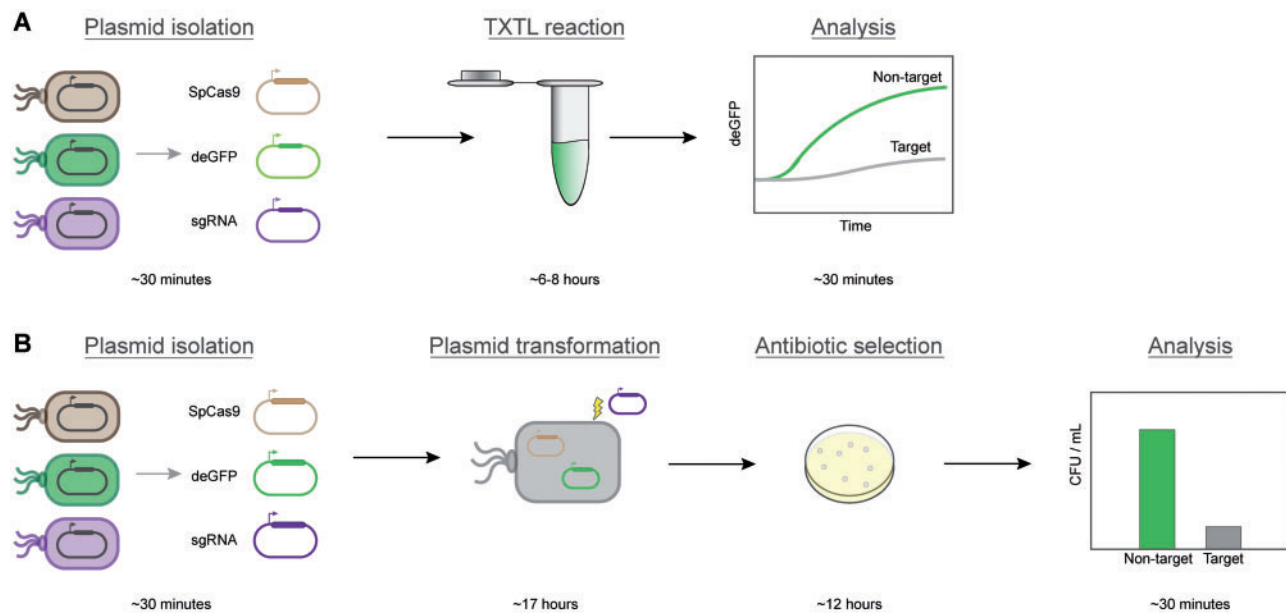 A
Plasmid isolation
TXTL reaction
Analysis
SpCas9
deGFP
sgRNA
deGFP
Non-target
Target
Time
~30 minutes
~6-8 hours
~30 minutes
B
Plasmid isolation
Plasmid transformation
Antibiotic selection
Analysis
SpCas9
deGFP
sgRNA
CFU / mL
Non-target
Target
~30 minutes
~17 hours
~12 hours
~30 minutes